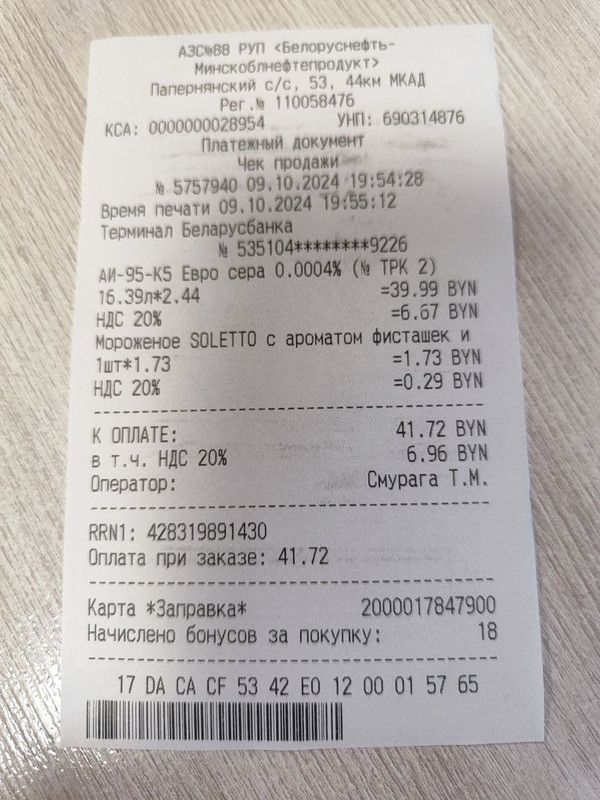 АЗС№88 РУП <Белоруснефть-
Минскоблнефтепродукт>
Папернянский с/с, 53, 44км МКАД
Рег.№ 110058476
КСА: 0000000028954 УНП: 690314876
Платежный документ
Чек продажи
№ 5757940 09.10.2024 19:54:28
Время печати 09.10.2024 19:55:12
Терминал Беларусбанка
№ 535104********9226
АИ-95-К5 Евро сера 0.0004% (№ ТРК 2)
16.39л*2.44 =39.99 BYN
НДС 20% =6.67 BYN
Мороженое SOLETTO с ароматом фисташек и
1шт*1.73 =1.73 BYN
НДС 20% =0.29 BYN
К ОПЛАТЕ: 41.72 BYN
в т.ч. НДС 20% 6.96 BYN
Оператор: Смурага Т.М.
RRN1: 428319891430
Оплата при заказе: 41.72
Карта *Заправка* 2000017847900
Начислено бонусов за покупку: 18
17 DA CA CF 53 42 E0 12 00 01 57 65